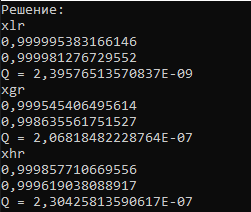 Решение:
xlr
0,999995383166146
0,999981276729552
Q = 2,39576513570837E-09
xgr
0,999545406495614
0,998635561751527
Q = 2,06818482228764E-07
xhr
0,999857710669556
0,999619038088917
Q = 2,30425813590617E-07